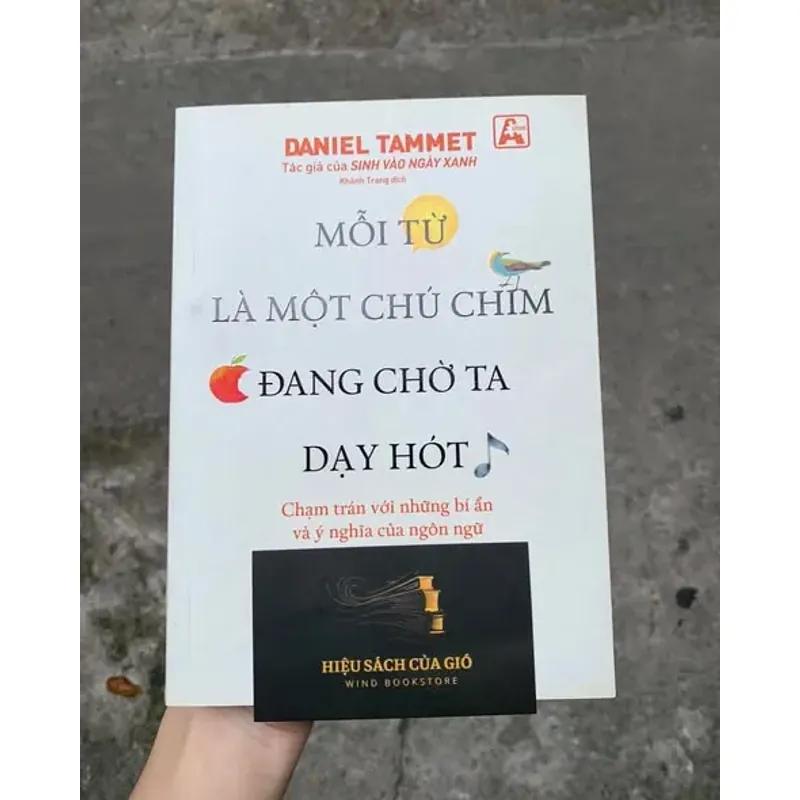 DANIEL TAMMET
Tác giả của SINH VÀO NGÀY XANH
Khánh Trang dịch
MỖI TỪ
LÀ MỘT CHÚ CHIM
ĐANG CHỜ TA
DẠY HÓT
Chạm trán với những bí ẩn
và ý nghĩa của ngôn ngữ
HIỆU SÁCH CỦA GIÓ
WIND BOOKSTORE